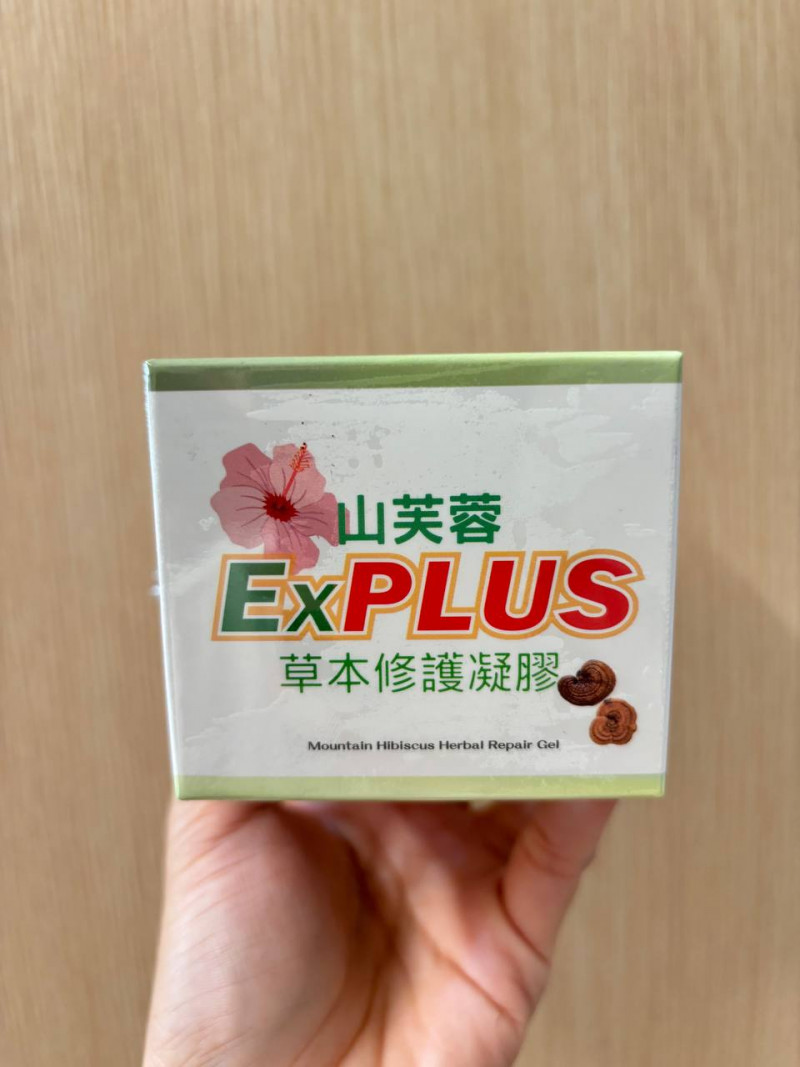 山芙蓉
ExPLUS
草本修護凝膠
Mountain Hibiscus Herbal Repair Gel